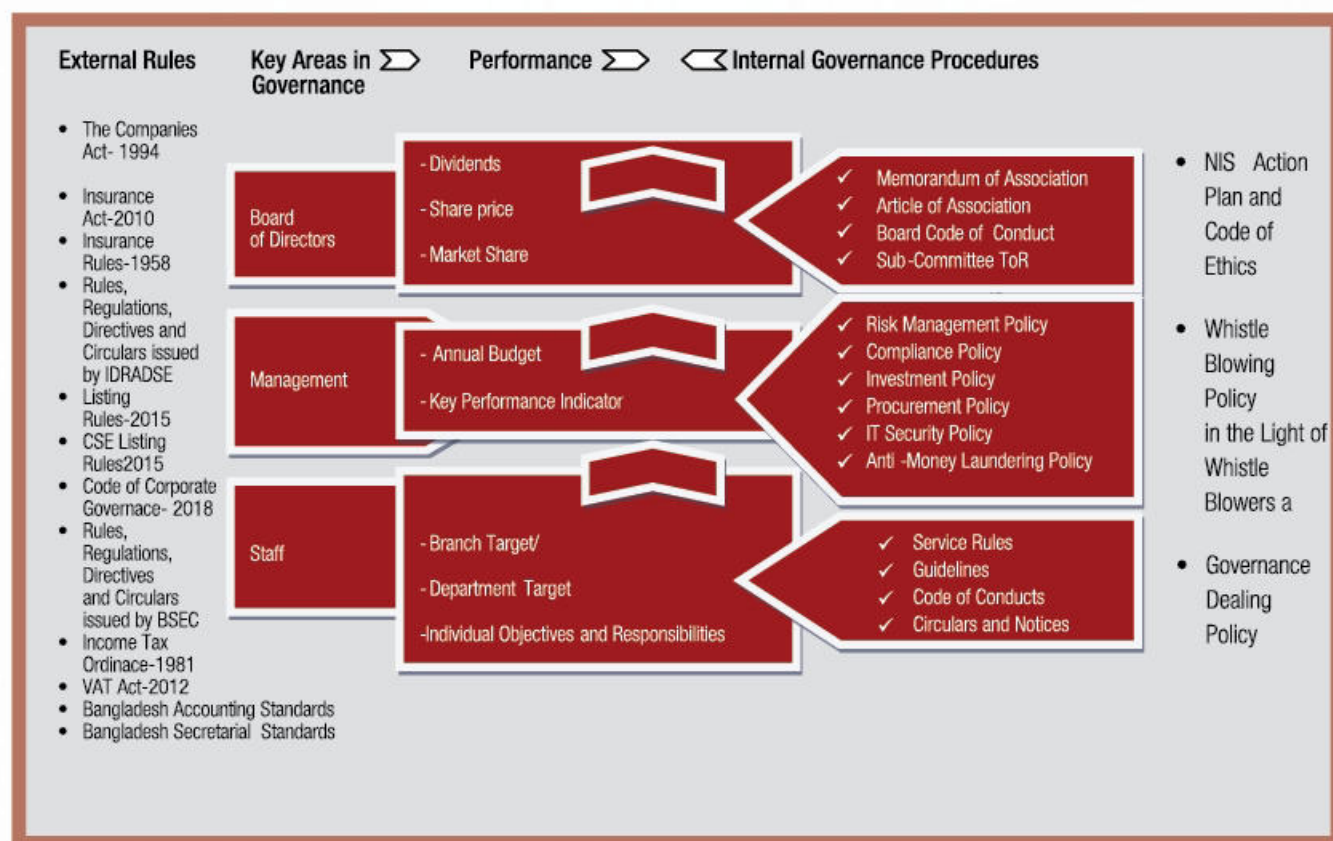 External Rules
Key Areas in
Governance
Performance
Internal Governance Procedures
• The Companies
Act- 1994
• Insurance
Act-2010
• Insurance
Rules-1958
• Rules,
Regulations,
Directives and
Circulars issued
by IDRADSE
• Listing
Rules-2015
• CSE Listing
Rules2015
• Code of Corporate
Governace- 2018
• Rules,
Regulations,
Directives
and Circulars
issued by BSEC
• Income Tax
Ordinace-1981
• VAT Act-2012
• Bangladesh Accounting Standards
• Bangladesh Secretarial Standards
Board
of Directors
- Dividends
- Share price
- Market Share
✓ Memorandum of Association
✓ Article of Association
✓ Board Code of Conduct
✓ Sub-Committee ToR
Management
- Annual Budget
- Key Performance Indicator
✓ Risk Management Policy
✓ Compliance Policy
✓ Investment Policy
✓ Procurement Policy
✓ IT Security Policy
✓ Anti -Money Laundering Policy
Staff
- Branch Target/
- Department Target
-Individual Objectives and Responsibilities
✓ Service Rules
✓ Guidelines
✓ Code of Conducts
✓ Circulars and Notices
• NIS Action
Plan and
Code of
Ethics
• Whistle
Blowing
Policy
in the Light of
Whistle
Blowers a
• Governance
Dealing
Policy